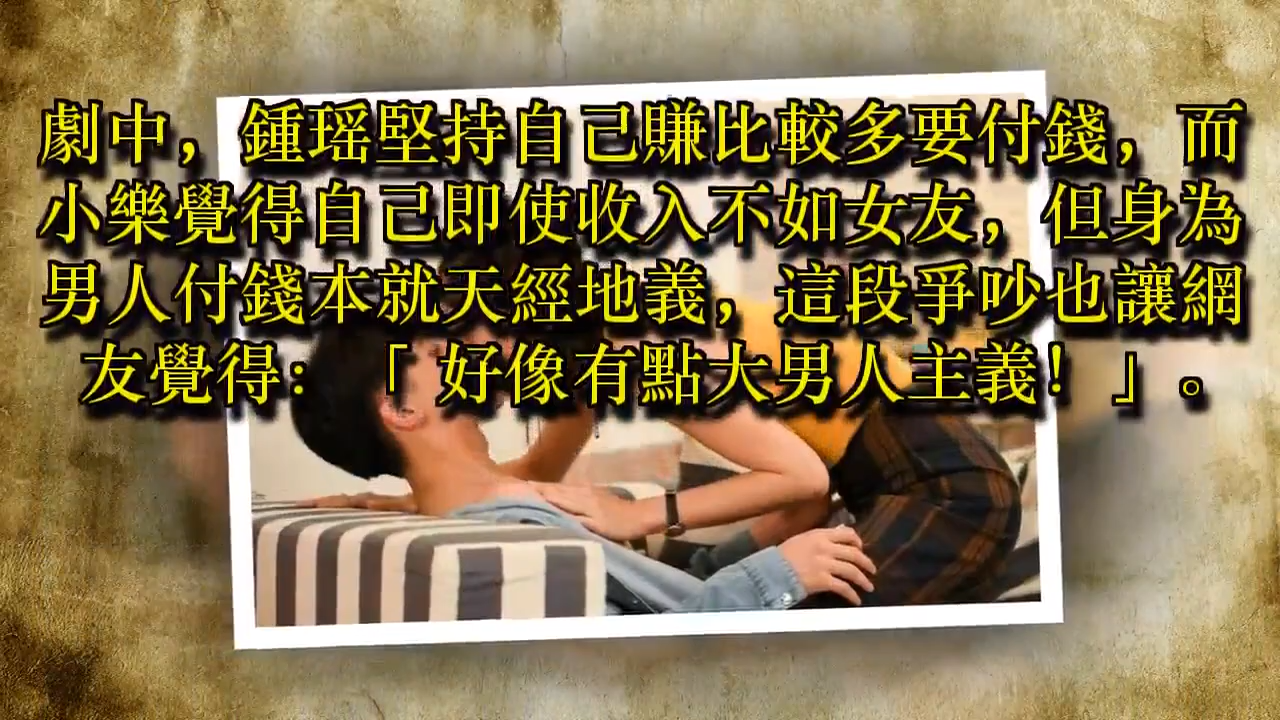 劇中，鍾瑶堅持自己賺比較多要付錢，而
小樂覺得自己即使收入不如女友，但身為
男人付錢本就天經地義，這段爭吵也讓網
友覺得：「 好像有點大男人主義！ 」 。